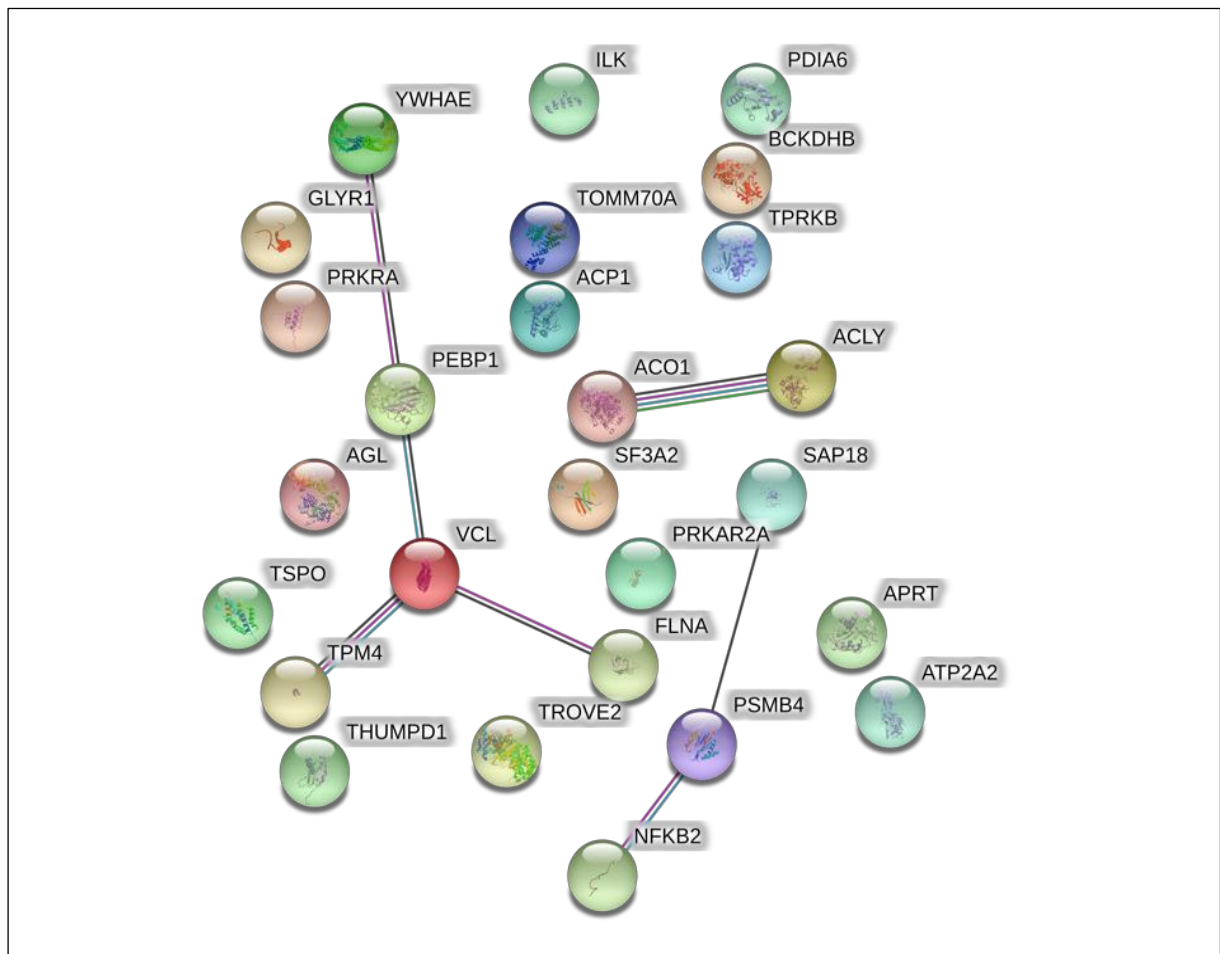 ILK
PDIA6
YWHAE
BCKDHB
GLYR1
TOMM70A
TPRKB
PRKRA
ACP1
ACLY
PEBP1
ACO1
AGL
SF3A2
SAP18
VCL
PRKAR2A
TSPO
APRT
FLNA
TPM4
ATP2A2
TROVE2
PSMB4
THUMPD1
NFKB2